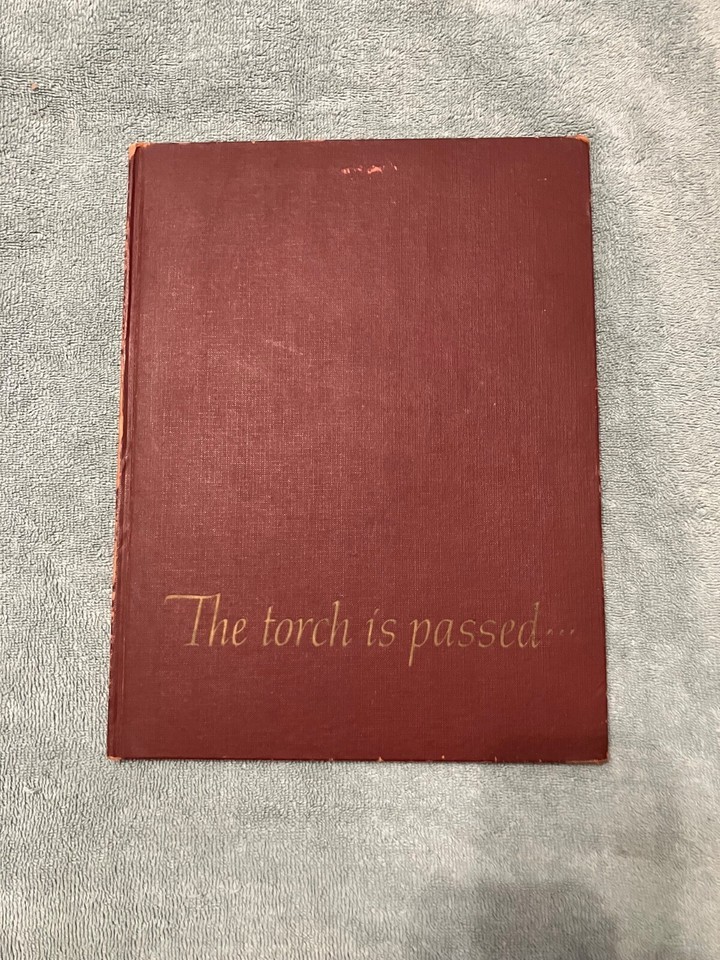 The torch is passed...